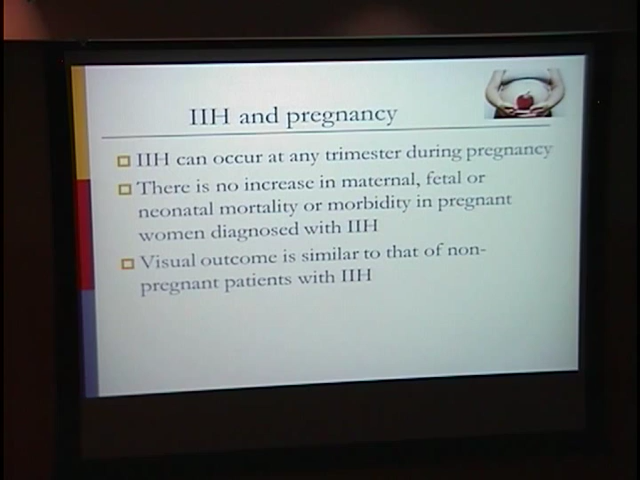 IIH and pregnancy
IIH can occur at any trimester during pregnancy
There is no increase in maternal, fetal or
neonatal mortality or morbidity in pregnant
women diagnosed with IIH
Visual outcome is similar to that of non-
pregnant patients with IIH